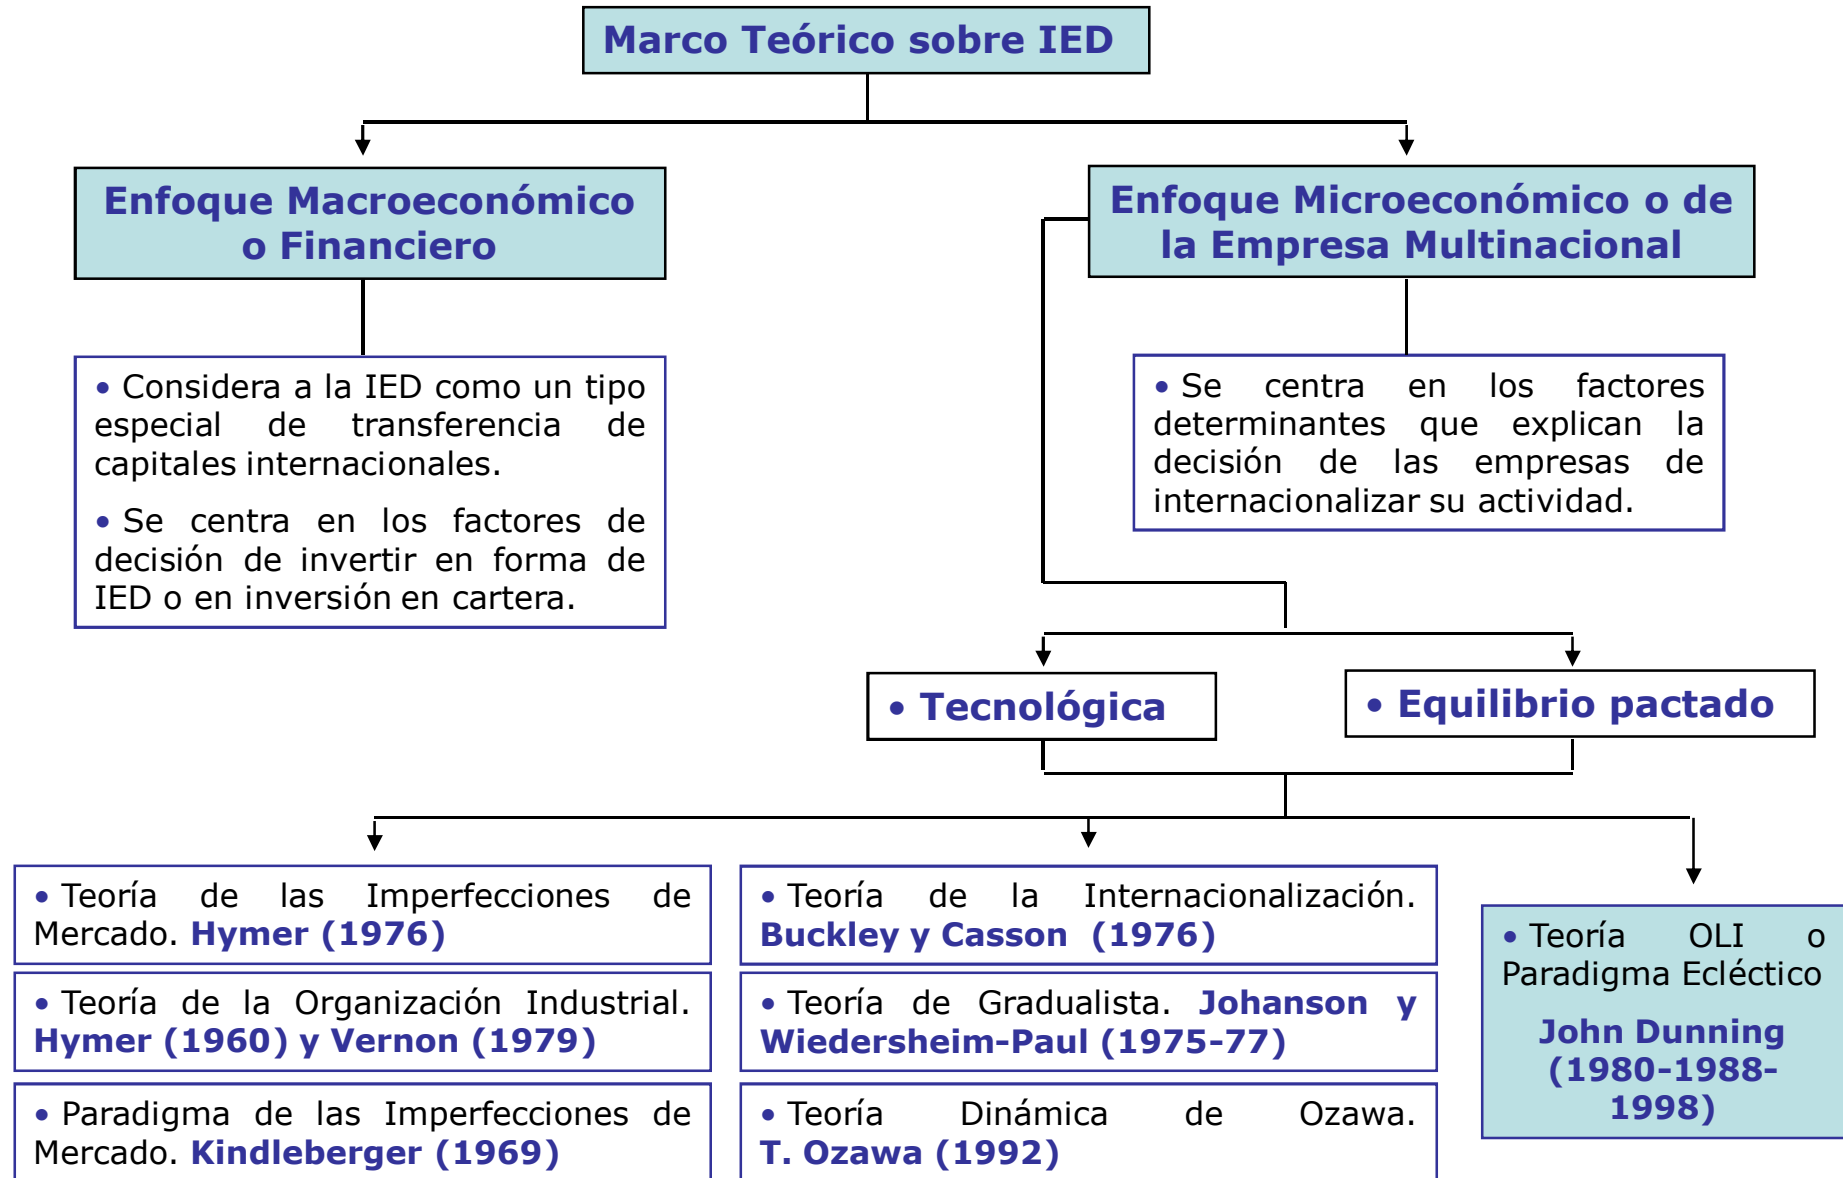 Marco Teórico sobre IED
Enfoque Macroeconómico
o Financiero
Enfoque Microeconómico o de
la Empresa Multinacional
• Considera a la IED como un tipo
especial de transferencia de
capitales internacionales.
• Se centra en los factores de
decisión de invertir en forma de
IED o en inversión en cartera.
• Se centra en los factores
determinantes que explican la
decisión de las empresas de
internacionalizar su actividad.
• Tecnológica
• Equilibrio pactado
• Teoría de las Imperfecciones de
Mercado. Hymer (1976)
• Teoría de la Organización Industrial.
Hymer (1960) y Vernon (1979)
• Paradigma de las Imperfecciones de
Mercado. Kindleberger (1969)
• Teoría de la Internacionalización.
Buckley y Casson (1976)
• Teoría de Gradualista. Johanson y
Wiedersheim-Paul (1975-77)
• Teoría Dinámica de Ozawa.
T. Ozawa (1992)
• Teoría OLI o
Paradigma Ecléctico
John Dunning
(1980-1988-
1998)